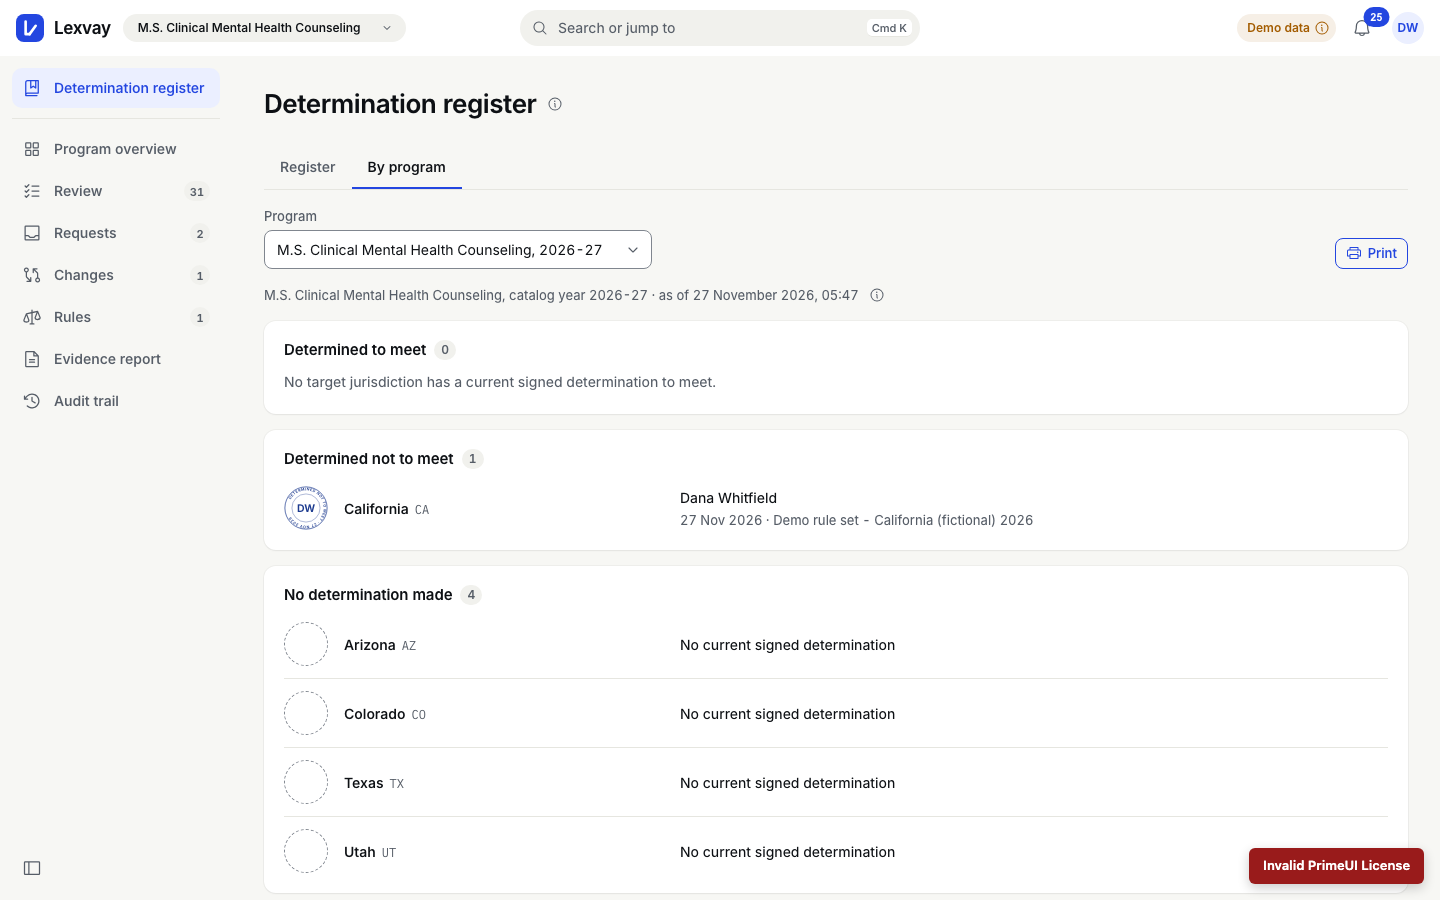 Lexvay
M.S. Clinical Mental Health Counseling
Search or jump to
Cmd K
Demo data
25
DW
Determination register
Program overview
Review 31
Requests 2
Changes 1
Rules 1
Evidence report
Audit trail
Determination register
Register
By program
Program
M.S. Clinical Mental Health Counseling, 2026-27
Print
M.S. Clinical Mental Health Counseling, catalog year 2026-27 · as of 27 November 2026, 05:47
Determined to meet 0
No target jurisdiction has a current signed determination to meet.
Determined not to meet 1
DW
California CA
Dana Whitfield
27 Nov 2026 · Demo rule set - California (fictional) 2026
No determination made 4
Arizona AZ
No current signed determination
Colorado CO
No current signed determination
Texas TX
No current signed determination
Utah UT
No current signed determination
Invalid PrimeUI License